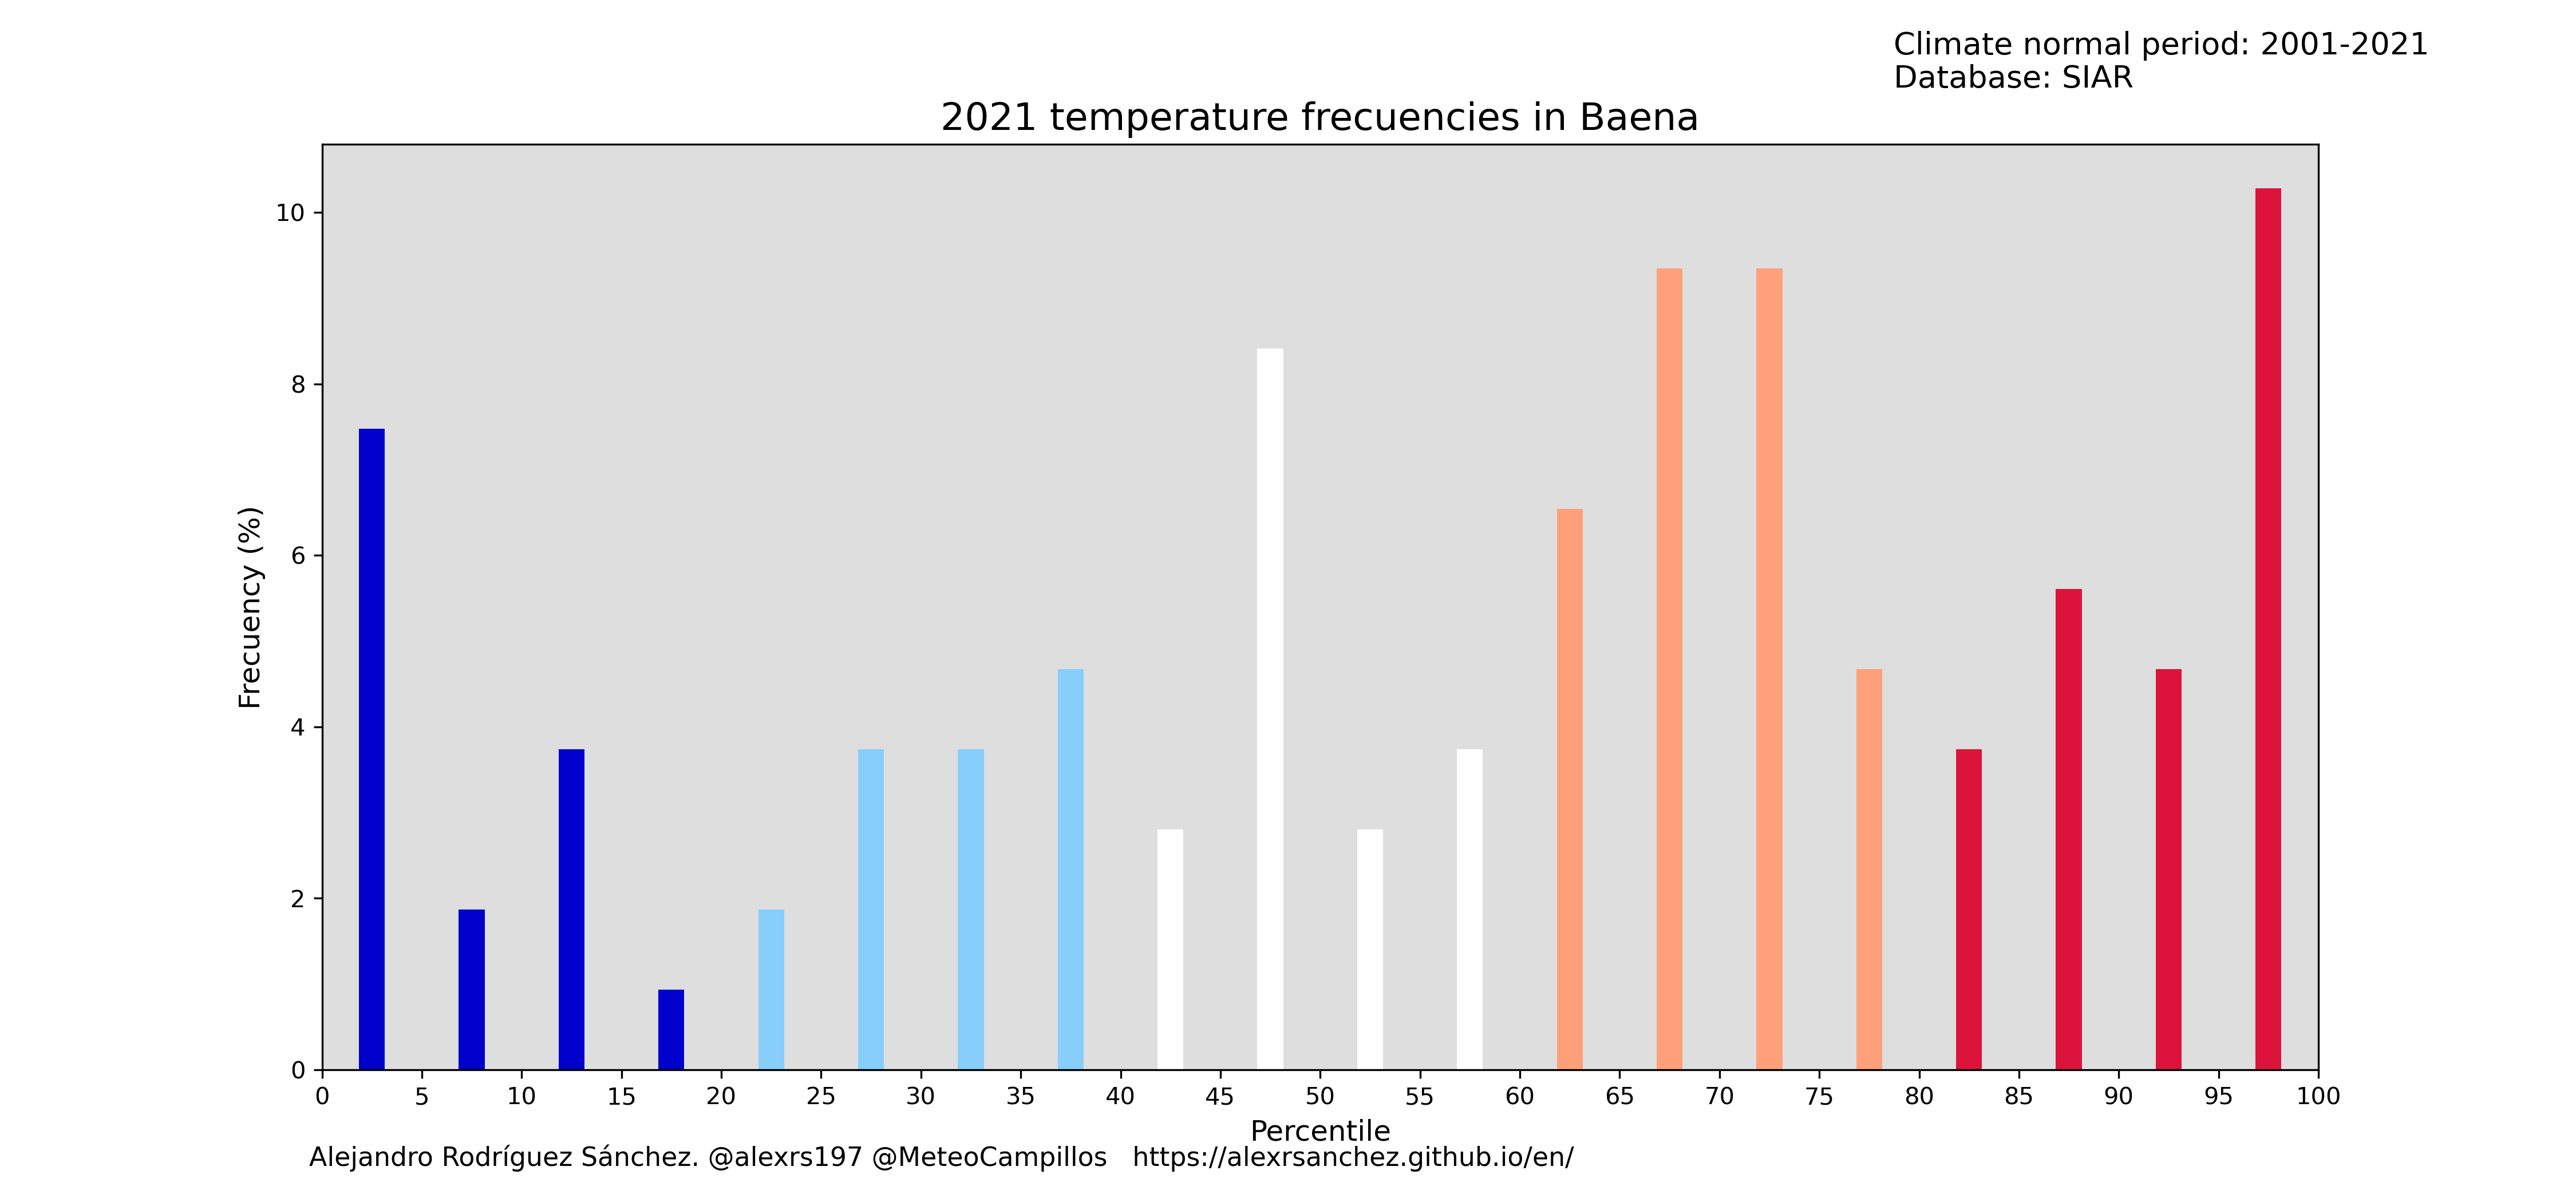 Climate normal period: 2001-2021
Database: SIAR
2021 temperature frecuencies in Baena
Frecuency (%)
10
8
6
4
2
0
0 5 10 15 20 25 30 35 40 45 50 55 60 65 70 75 80 85 90 95 100
Percentile
Alejandro Rodríguez Sánchez. @alexrs197 @MeteoCampillos https://alexrsanchez.github.io/en/